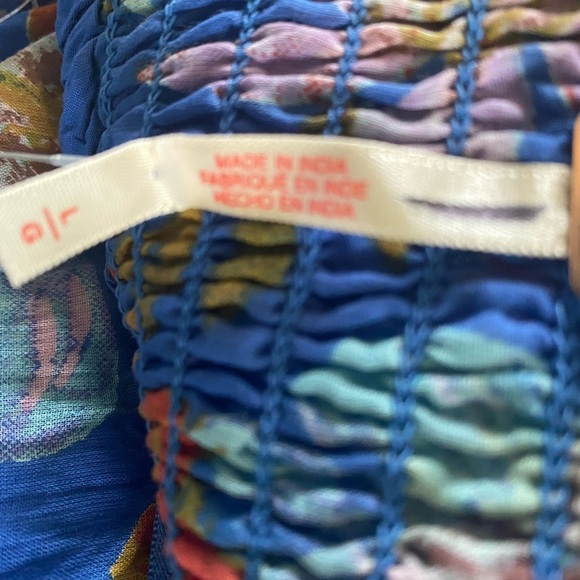 L/G
MADE IN INDIA
FABRIQUE EN INDE
HECHO EN INDIA